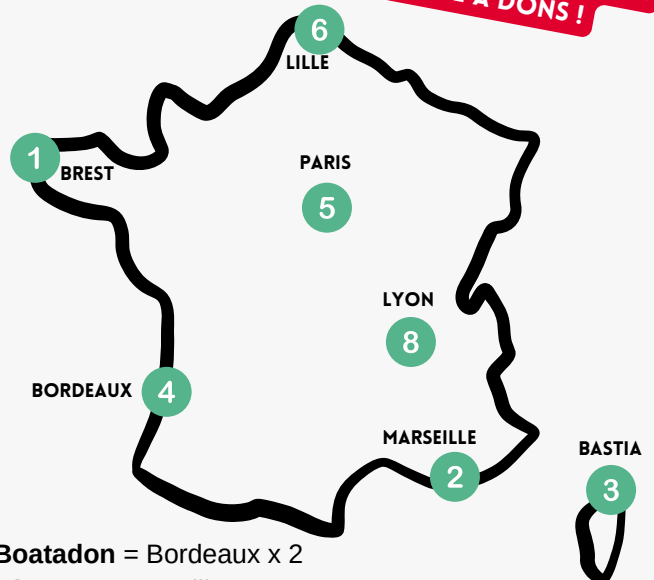 À DONS !
6
LILLE
1
BREST
PARIS
5
LYON
8
BORDEAUX
4
MARSEILLE
2
BASTIA
3
Boatadon = Bordeaux x 2